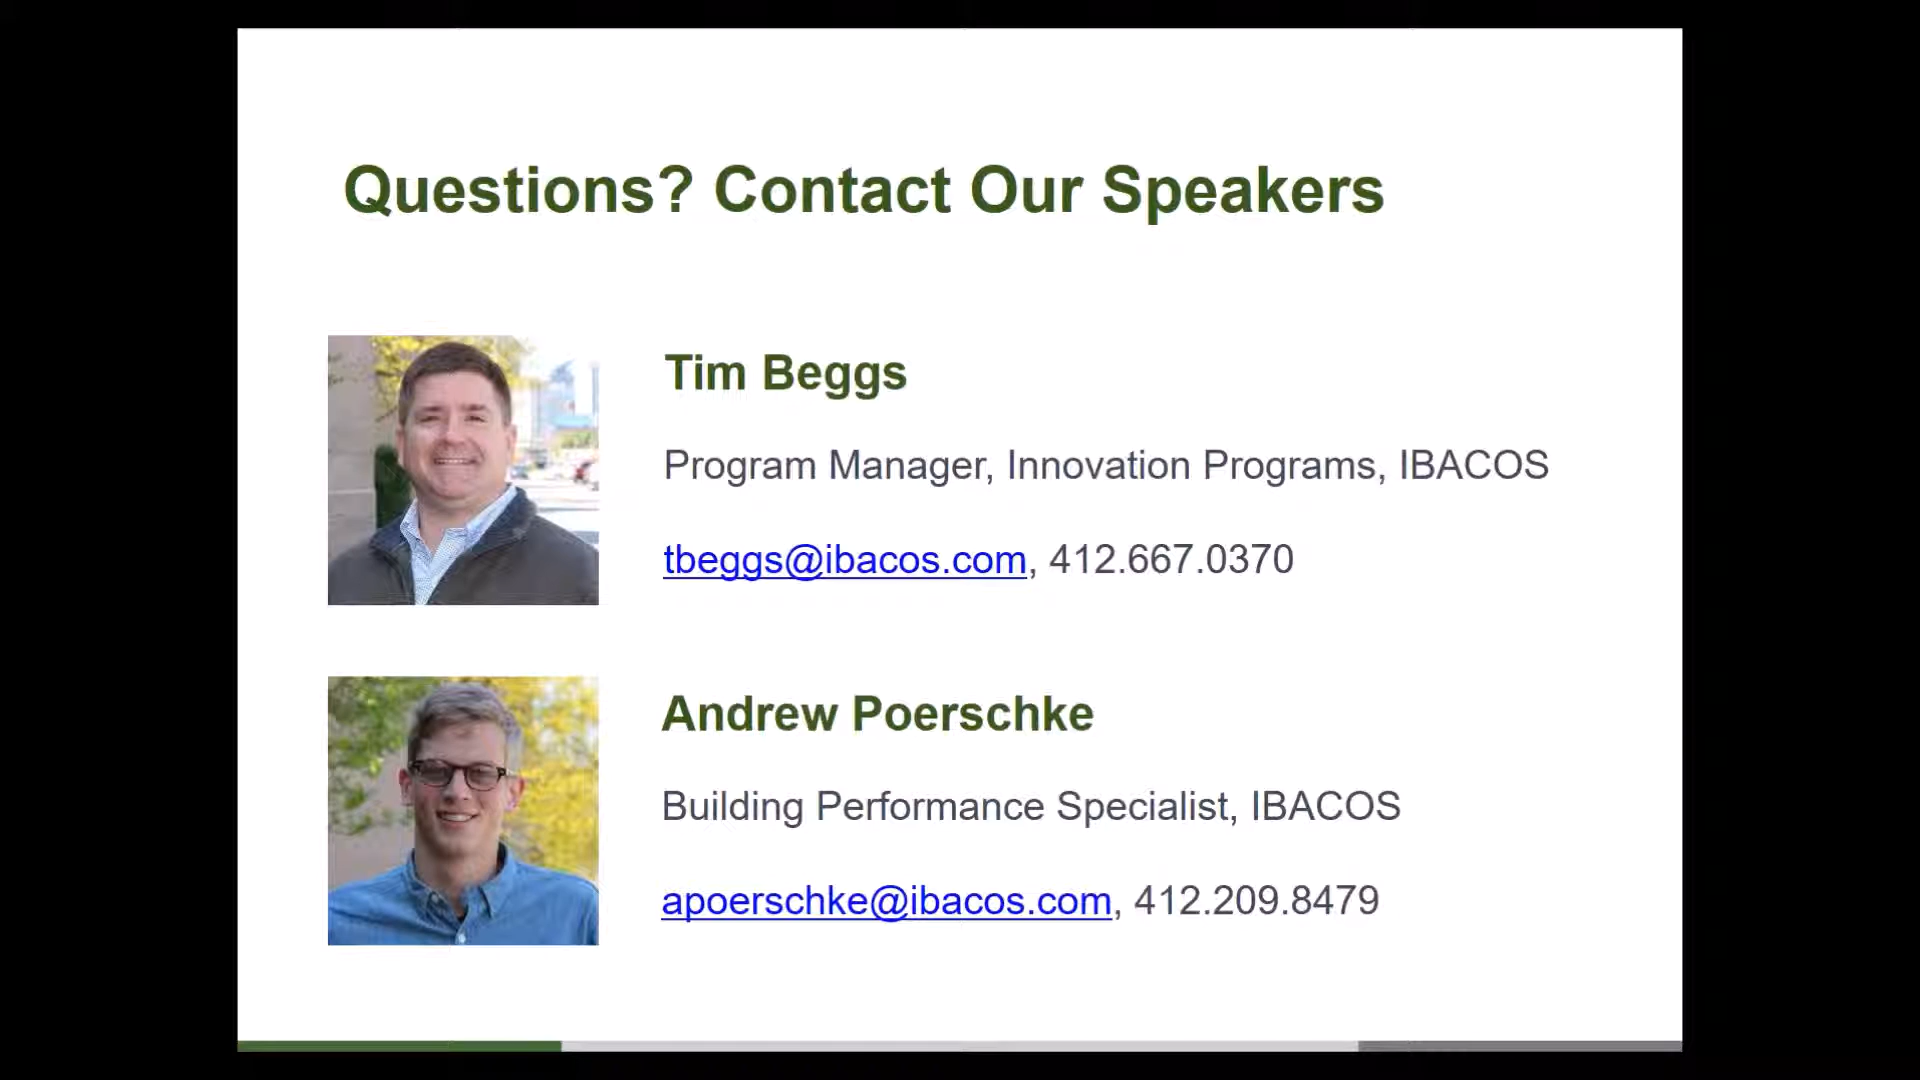 Questions? Contact Our Speakers
Tim Beggs
Program Manager, Innovation Programs, IBACOS
tbeggs@ibacos.com, 412.667.0370
Andrew Poerschke
Building Performance Specialist, IBACOS
apoerschke@ibacos.com, 412.209.8479